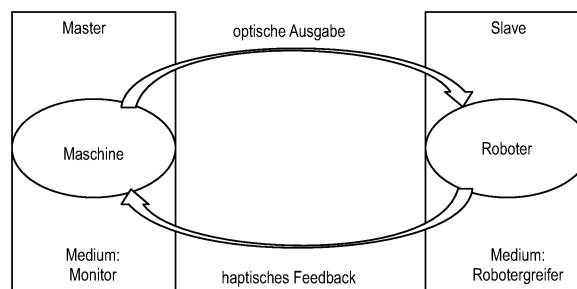 Master
optische Ausgabe
Slave
Maschine
Roboter
Medium:
Monitor
haptisches Feedback
Medium:
Robotergreifer